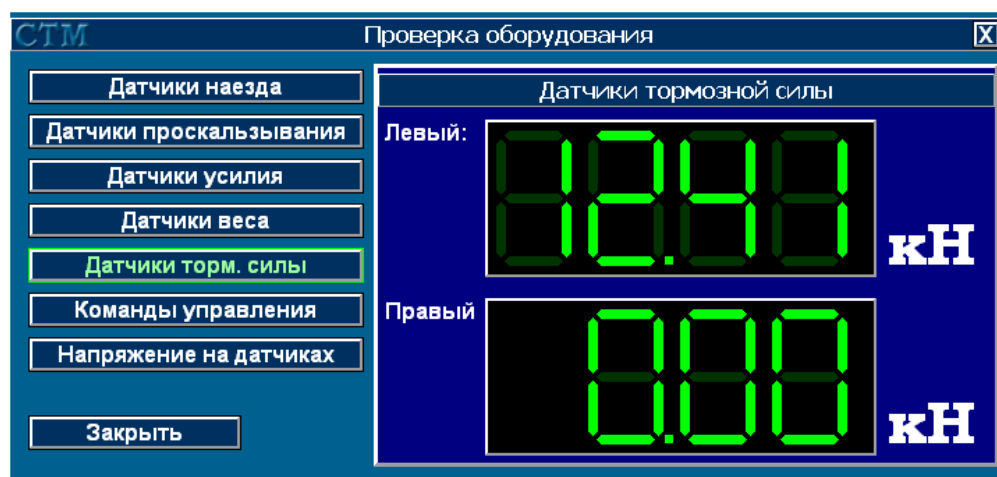 СТМ
Проверка оборудования
X
Датчики наезда
Датчики проскальзывания
Датчики усилия
Датчики веса
Датчики торм. силы
Команды управления
Напряжение на датчиках
Закрыть
Датчики тормозной силы
Левый:
12.41
кН
Правый
0.00
кН